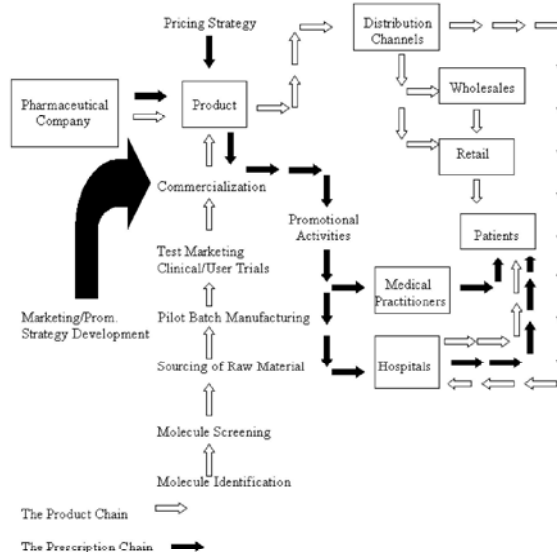 Pricing Strategy
Distribution
Channels
Pharmaceutical
Company
Product
Wholesales
Retail
Commercialization
Promotional
Activities
Patients
Test Marketing
Clinical/User Trials
Medical
Practitioners
Marketing/Prom.
Strategy Development
Pilot Batch Manufacturing
Sourcing of Raw Material
Hospitals
Molecule Screening
Molecule Identification
The Product Chain
The Prescription Chain